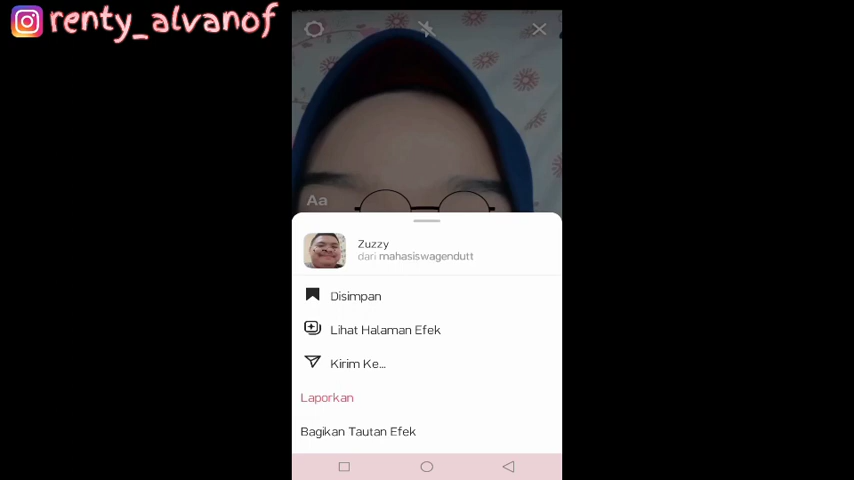 renty_alvanof
Aa
Zuzzy
dari mahasiswagendutt
Disimpan
Lihat Halaman Efek
Kirim Ke...
Laporkan
Bagikan Tautan Efek